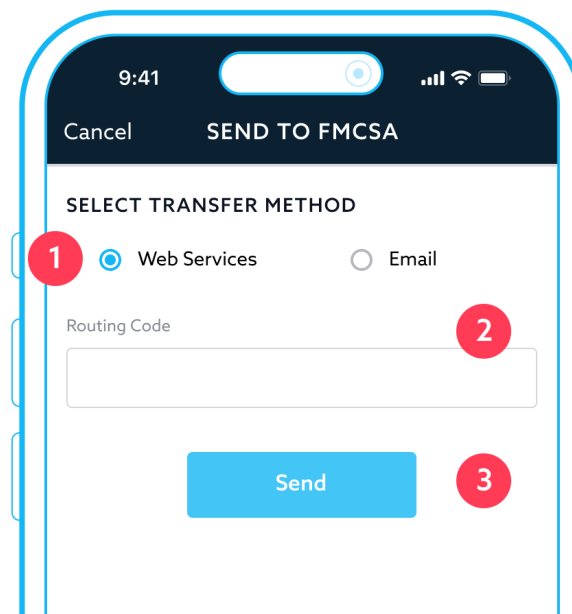 9:41
Cancel SEND TO FMCSA
SELECT TRANSFER METHOD
1 Web Services Email
Routing Code 2
Send 3